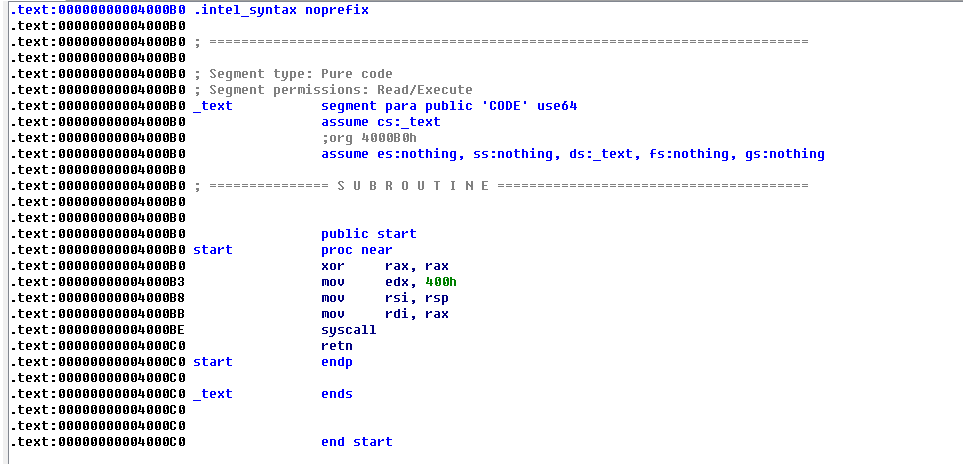 .text:00000000004000B0 .intel_syntax noprefix
.text:00000000004000B0
.text:00000000004000B0 ; ===========================================================================
.text:00000000004000B0
.text:00000000004000B0 ; Segment type: Pure code
.text:00000000004000B0 ; Segment permissions: Read/Execute
.text:00000000004000B0 _text segment para public 'CODE' use64
.text:00000000004000B0 assume cs:_text
.text:00000000004000B0 ;org 4000B0h
.text:00000000004000B0 assume es:nothing, ss:nothing, ds:_text, fs:nothing, gs:nothing
.text:00000000004000B0
.text:00000000004000B0 ; =============== S U B R O U T I N E =======================================
.text:00000000004000B0
.text:00000000004000B0
.text:00000000004000B0 public start
.text:00000000004000B0 start proc near
.text:00000000004000B0 xor rax, rax
.text:00000000004000B3 mov edx, 400h
.text:00000000004000B8 mov rsi, rsp
.text:00000000004000BB mov rdi, rax
.text:00000000004000BE syscall
.text:00000000004000C0 retn
.text:00000000004000C0 start endp
.text:00000000004000C0
.text:00000000004000C0 _text ends
.text:00000000004000C0
.text:00000000004000C0
.text:00000000004000C0 end start